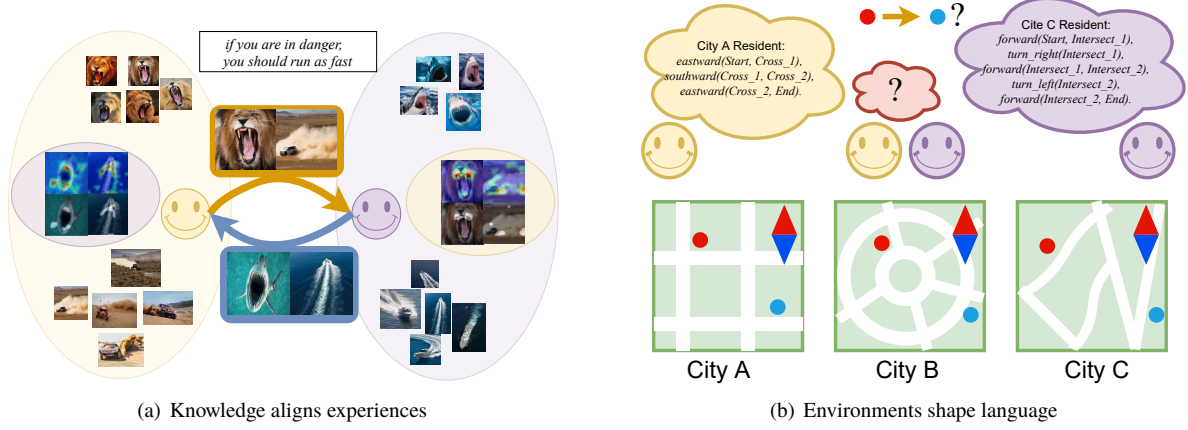 if you are in danger,
you should run as fast
(a) Knowledge aligns experiences
?
City A Resident:
eastward(Start, Cross_1),
southward(Cross_1, Cross_2),
eastward(Cross_2, End).
?
Cite C Resident:
forward(Start, Intersect_1),
turn_right(Intersect_1),
forward(Intersect_1, Intersect_2),
turn_left(Intersect_2),
forward(Intersect_2, End).
City A
City B
City C
(b) Environments shape language